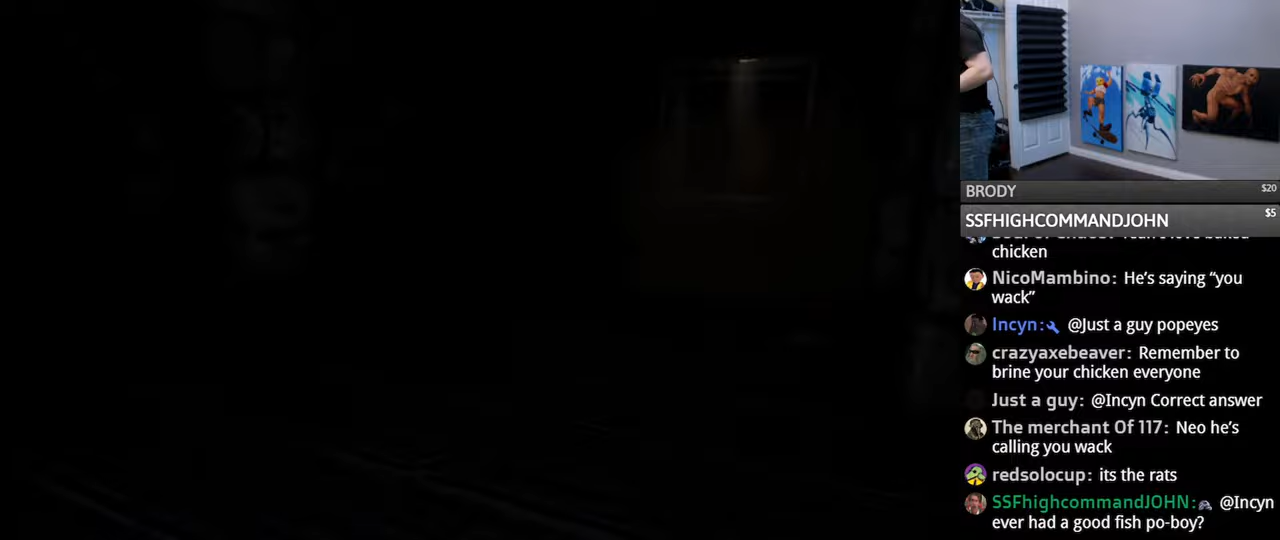 BRODY $20
SSFHIGHCOMMANDJOHN $5
chicken
NicoMambino: He's saying “you
wack”
Incyn: @Just a guy popeyes
crazyaxebeaver: Remember to
brine your chicken everyone
Just a guy: @Incyn Correct answer
The merchant Of 117: Neo he's
calling you wack
redsolocup: its the rats
SSFhighcommandJOHN: @Incyn
ever had a good fish po-boy?